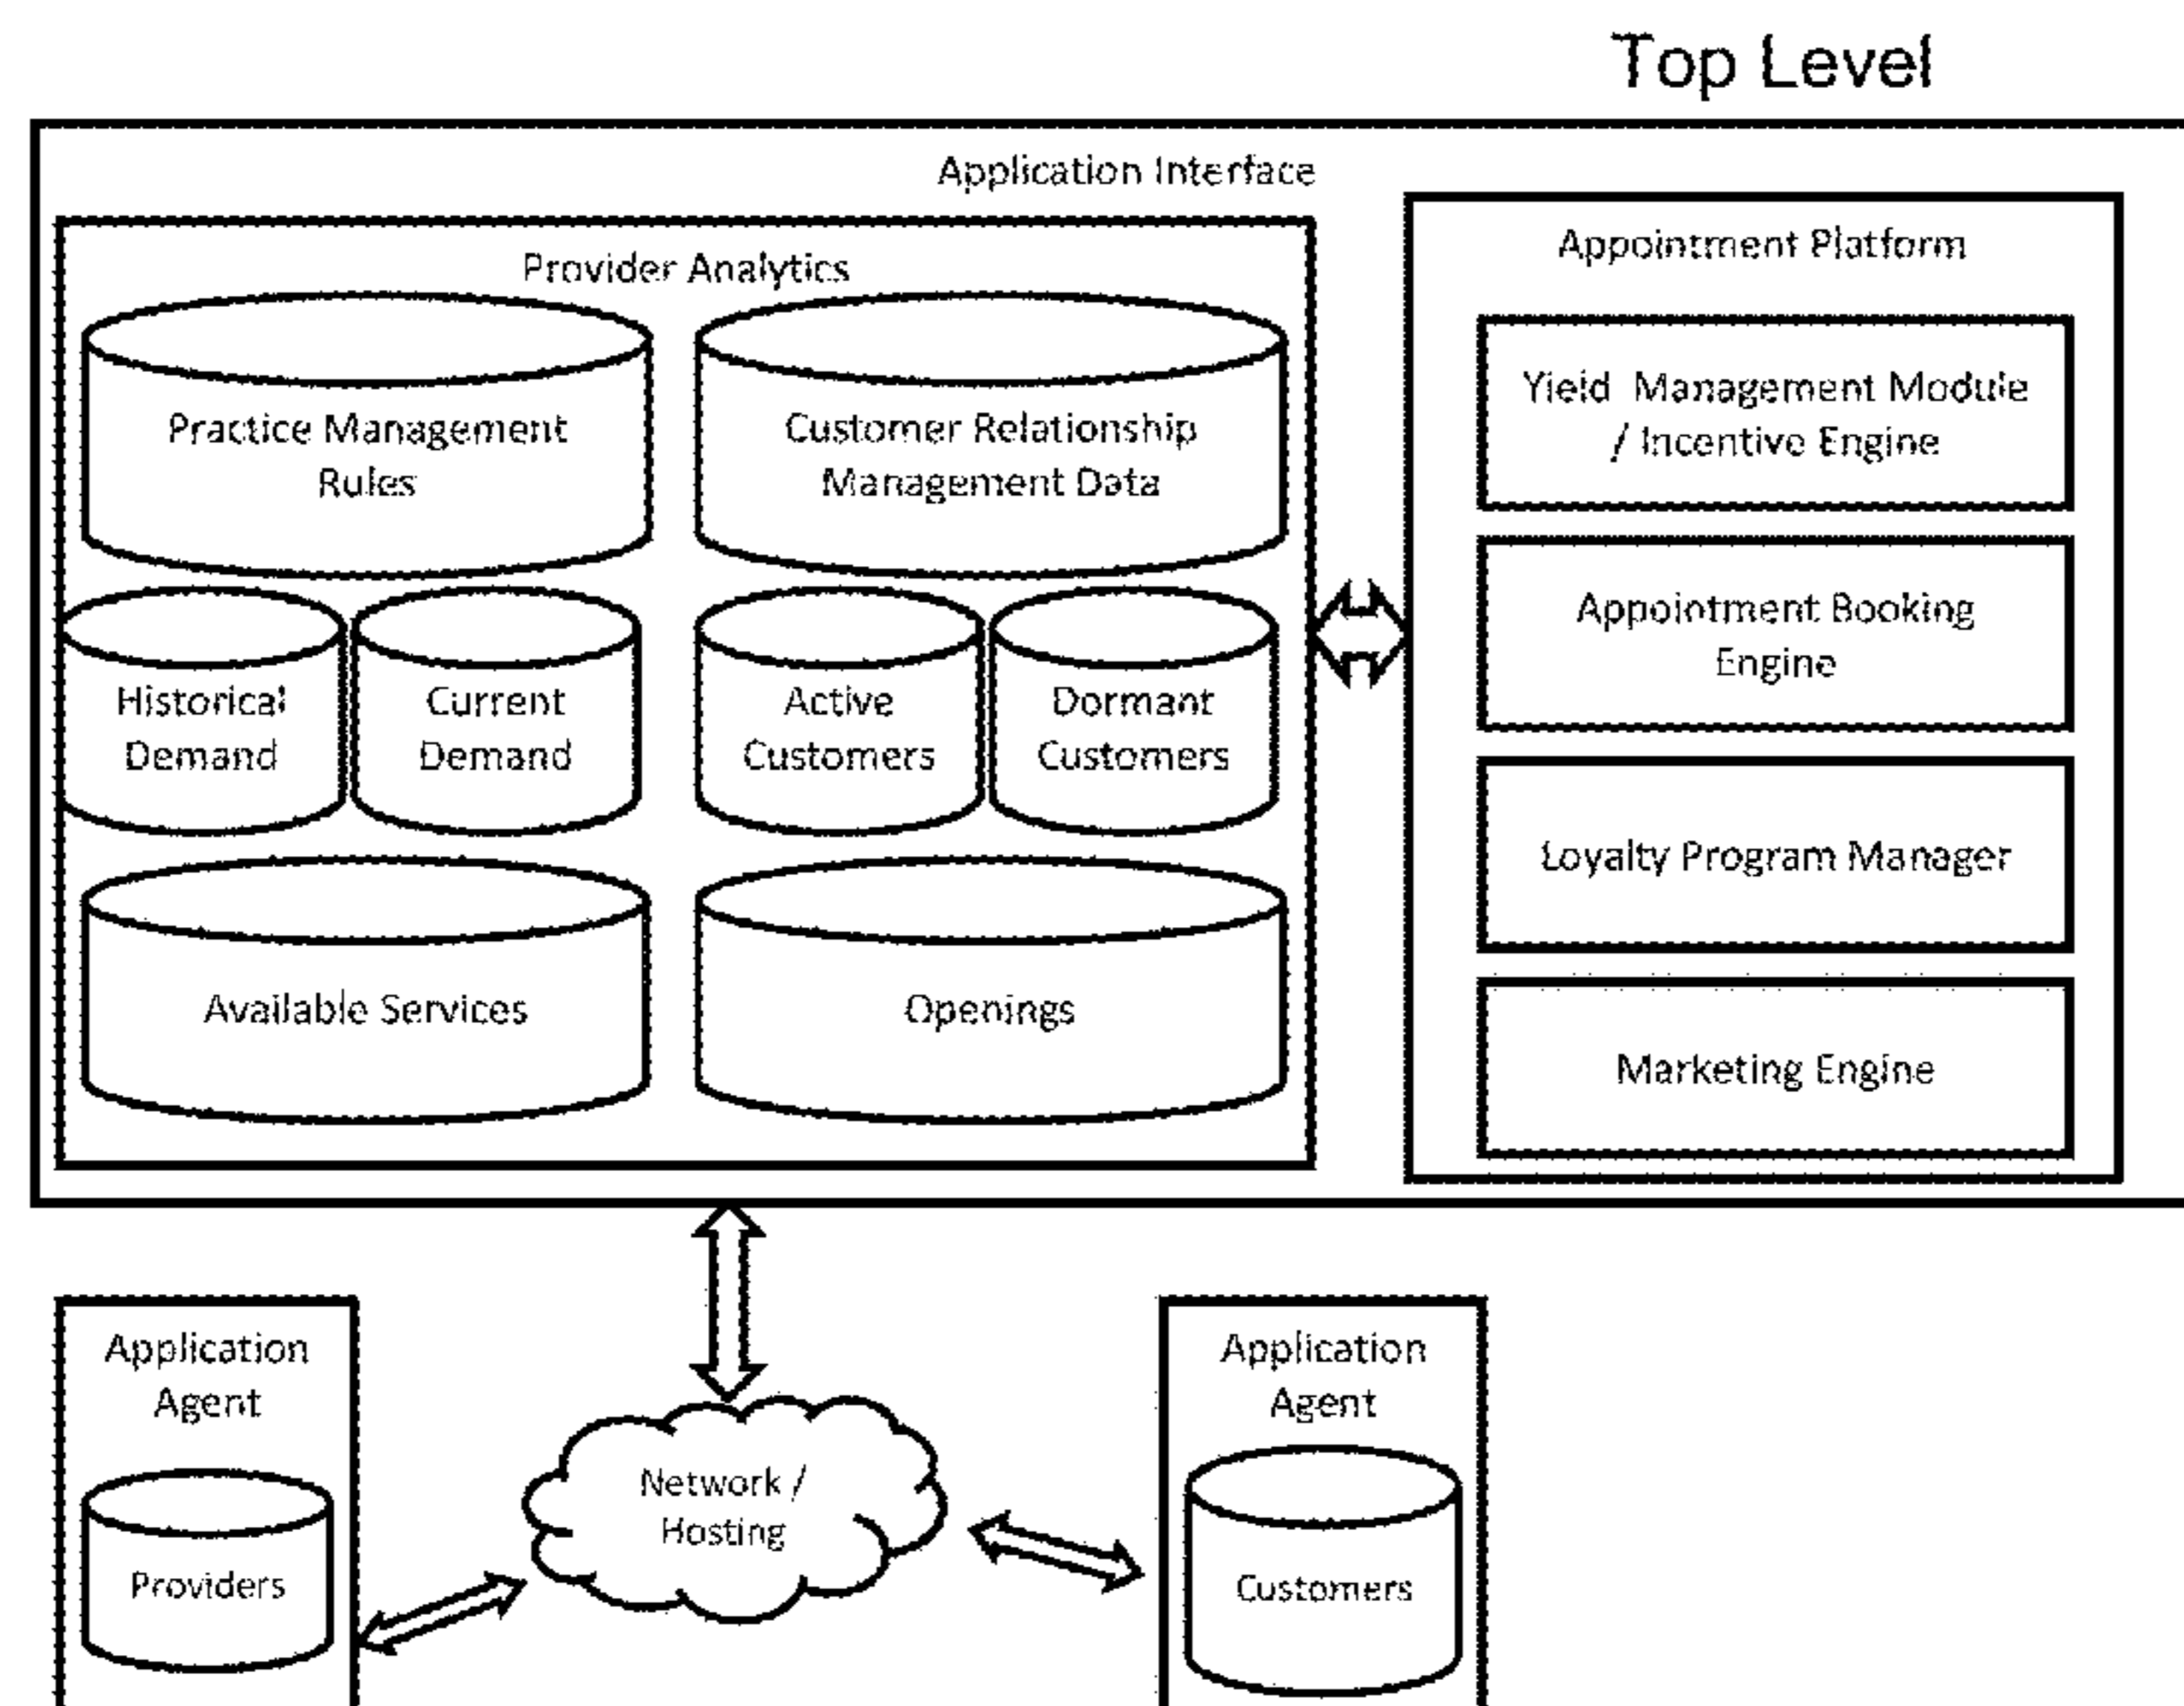 Top Level
Application Interface
Provider Analytics
Practice Management
Rules
Customer Relationship
Management Data
Historical
Demand
Current
Demand
Active
Customers
Dormant
Customers
Available Services
Openings
Appointment Platform
Yield Management Module
/ Incentive Engine
Appointment Booking
Engine
Loyalty Program Manager
Marketing Engine
Application
Agent
Providers
Network /
Hosting
Application
Agent
Customers